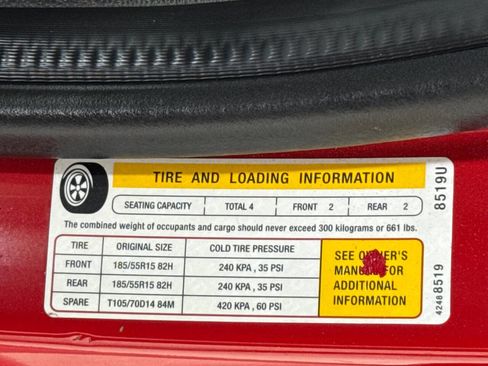 TIRE AND LOADING INFORMATION
SEATING CAPACITY TOTAL 4 FRONT 2 REAR 2
The combined weight of occupants and cargo should never exceed 300 kilograms or 661 lbs.
TIRE ORIGINAL SIZE COLD TIRE PRESSURE
FRONT 185/55R15 82H 240 KPA , 35 PSI
REAR 185/55R15 82H 240 KPA , 35 PSI
SPARE T105/70D14 84M 420 KPA , 60 PSI
SEE OWNER'S
MANUAL FOR
ADDITIONAL
INFORMATION
8519U
42488519